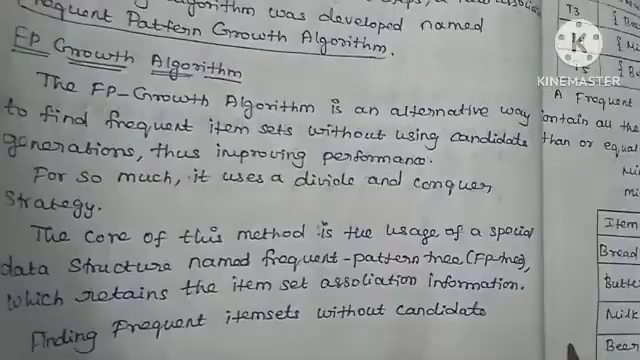 algorithm was developed named
Frequent Pattern Growth Algorithm.
FP Growth Algorithm
The FP-Growth Algorithm is an alternative way
to find frequent item sets without using candidate
generations, thus improving performance.
For so much, it uses a divide and conquer
Strategy.
The core of this method is the usage of a special
data structure named frequent-pattern tree (FP-tree),
which retains the item set association information.
Finding Frequent itemsets without candidate
T3
KINEMASTER
A Frequent
contain all the
than or equal
Item
Bread
Butte
Milk
Beer